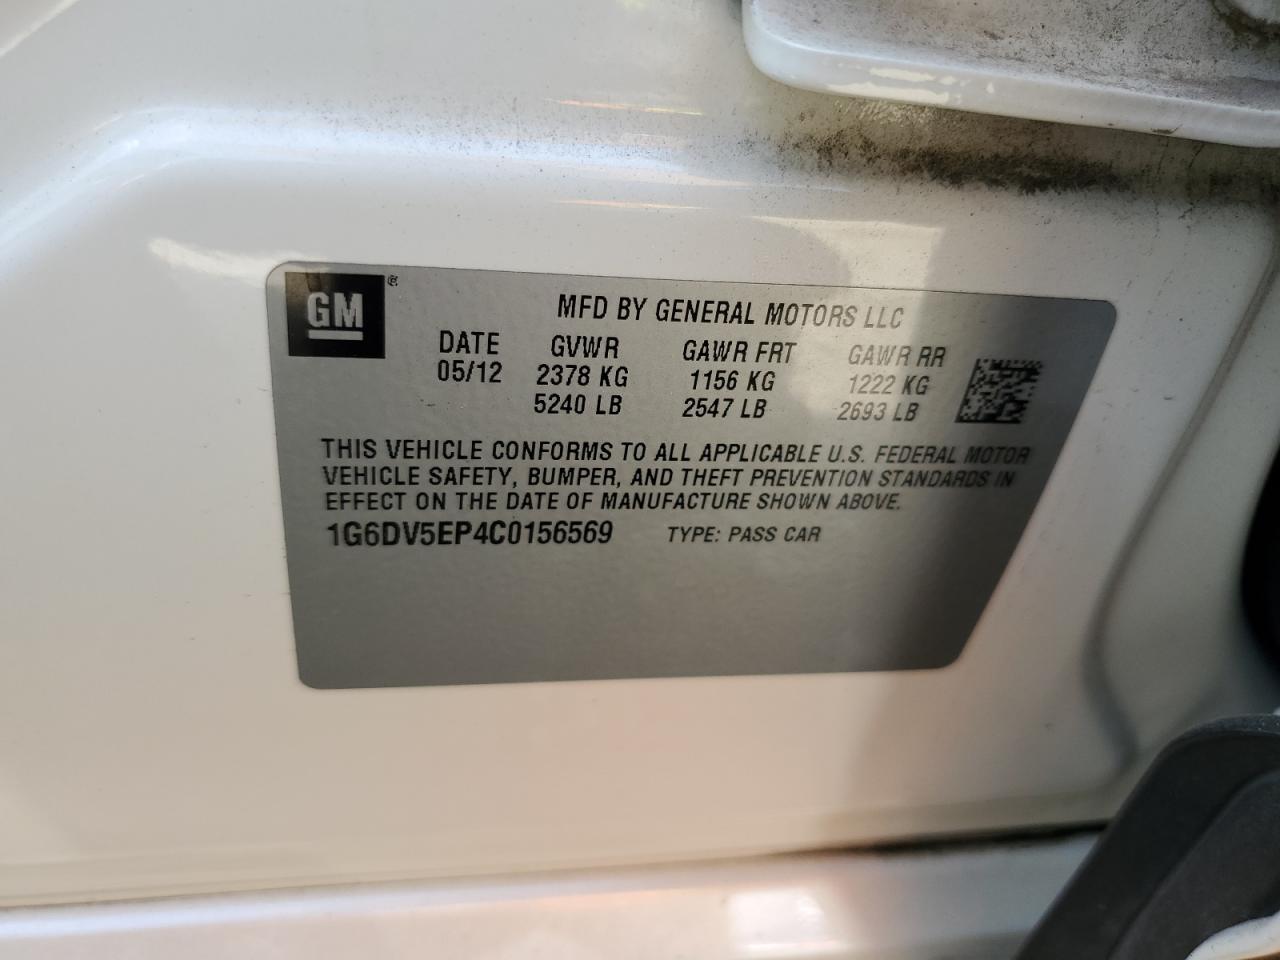 GM ®
MFD BY GENERAL MOTORS LLC
DATE GVWR GAWR FRT GAWR RR
05/12 2378 KG 1156 KG 1222 KG
5240 LB 2547 LB 2693 LB
THIS VEHICLE CONFORMS TO ALL APPLICABLE U.S. FEDERAL MOTOR
VEHICLE SAFETY, BUMPER, AND THEFT PREVENTION STANDARDS IN
EFFECT ON THE DATE OF MANUFACTURE SHOWN ABOVE.
1G6DV5EP4C0156569 TYPE: PASS CAR